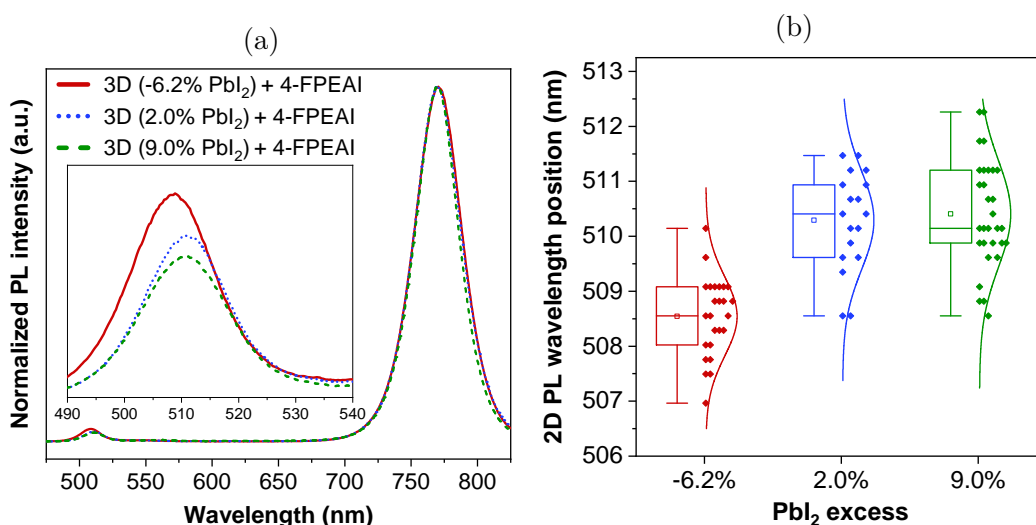 (a)
Normalized PL intensity (a.u.)
3D (-6.2% PbI₂) + 4-FPEAI
3D (2.0% PbI₂) + 4-FPEAI
3D (9.0% PbI₂) + 4-FPEAI
490 500 510 520 530 540
500 550 600 650 700 750 800
Wavelength (nm)
(b)
2D PL wavelength position (nm)
513
512
511
510
509
508
507
506
-6.2% 2.0% 9.0%
PbI₂ excess